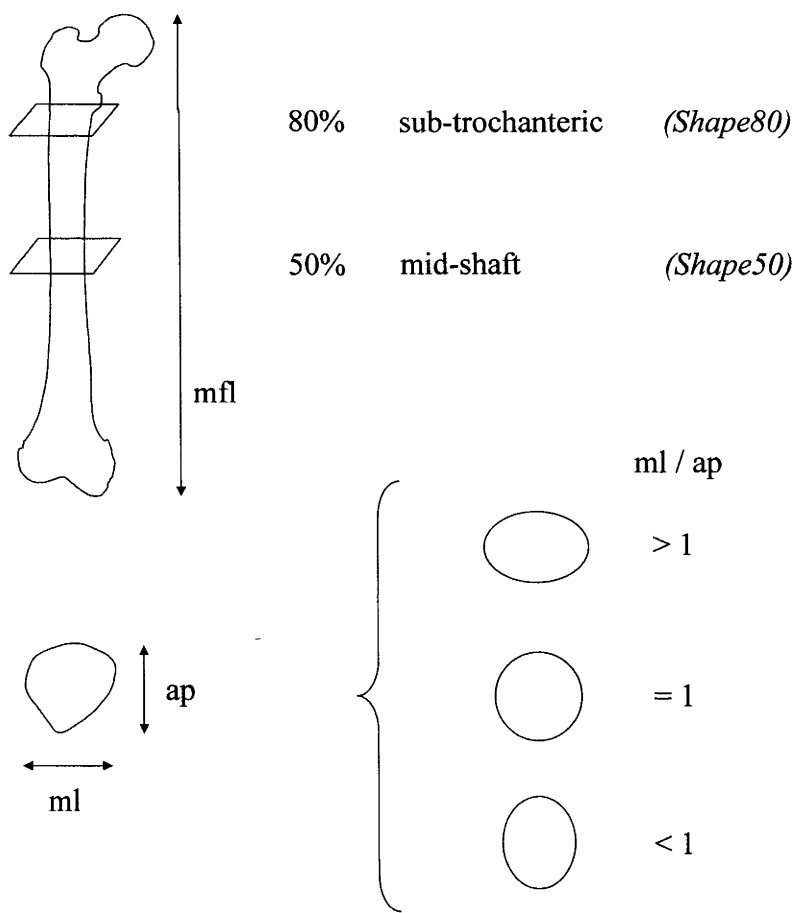 80% sub-trochanteric (Shape80)
50% mid-shaft (Shape50)
mfl
ml / ap
> 1
ap
= 1
ml
< 1